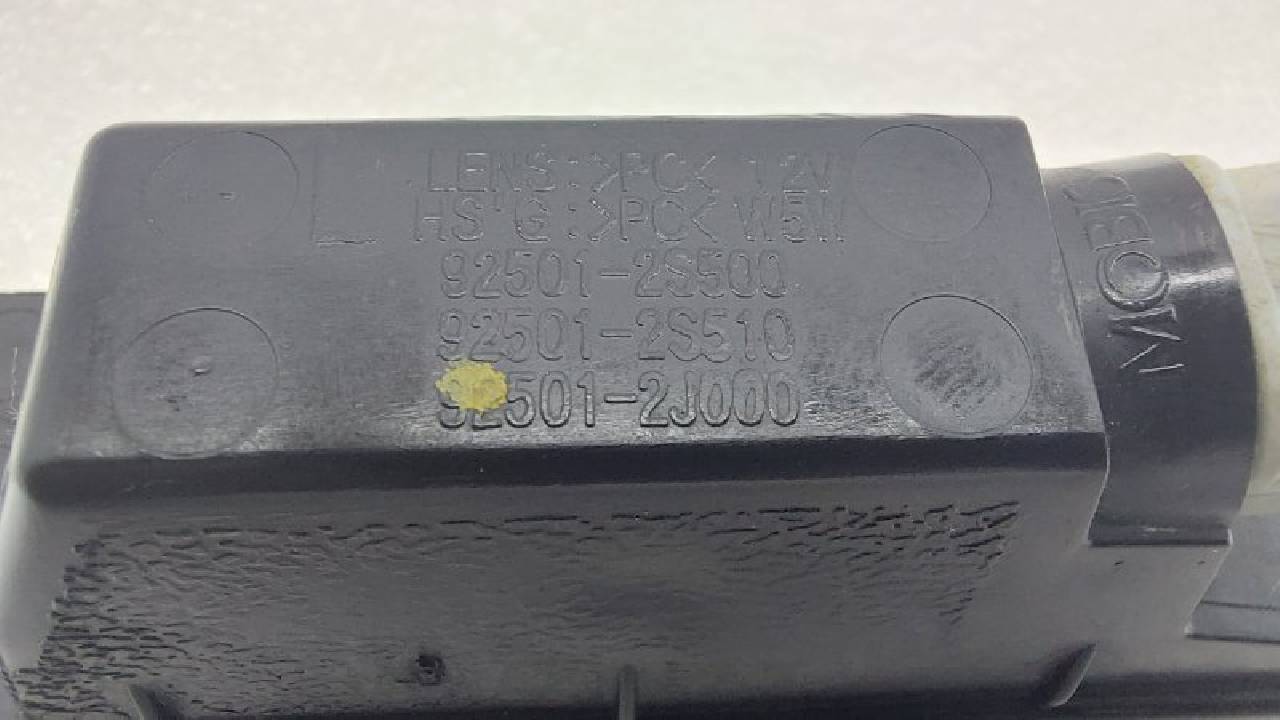 L
LENS:>PC< 12V
HS'G:>PC< W5W
92501-2S500
92501-2S510
92501-2J000
MOBIS